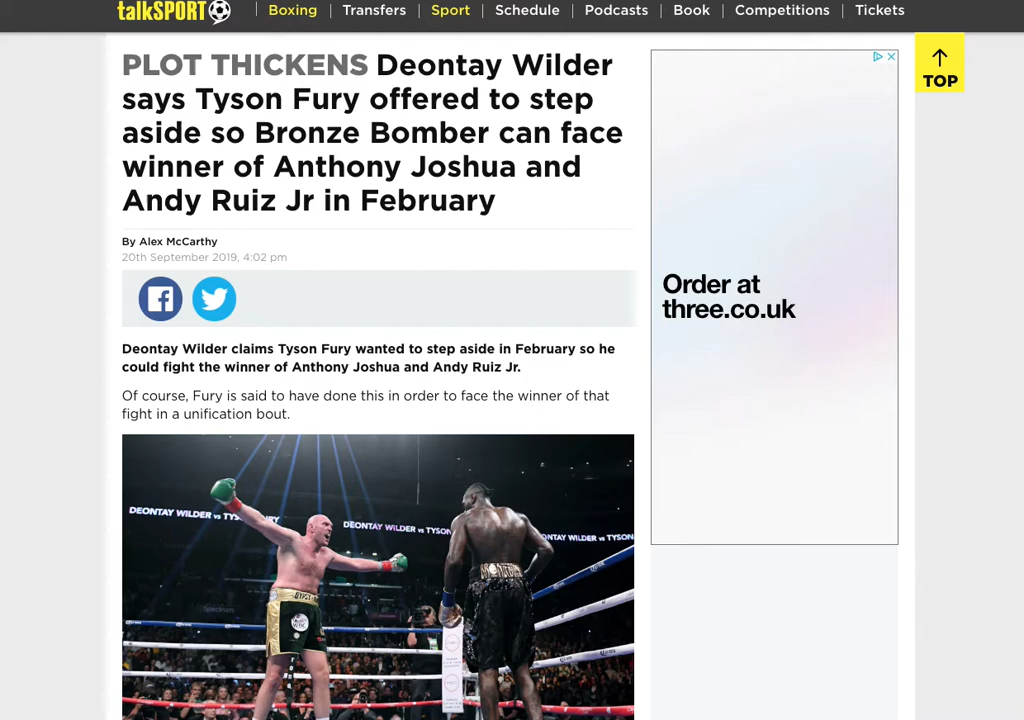 talkSPORT
Boxing
Transfers
Sport
Schedule
Podcasts
Book
Competitions
Tickets
PLOT THICKENS Deontay Wilder
says Tyson Fury offered to step
aside so Bronze Bomber can face
winner of Anthony Joshua and
Andy Ruiz Jr in February
By Alex McCarthy
20th September 2019, 4:02 pm
Deontay Wilder claims Tyson Fury wanted to step aside in February so he
could fight the winner of Anthony Joshua and Andy Ruiz Jr.
Of course, Fury is said to have done this in order to face the winner of that
fight in a unification bout.
DEONTAY WILDER vs TYSON FURY
DEONTAY WILDER vs TYSON
ONTAY WILDER vs TYSON
Order at
three.co.uk
TOP